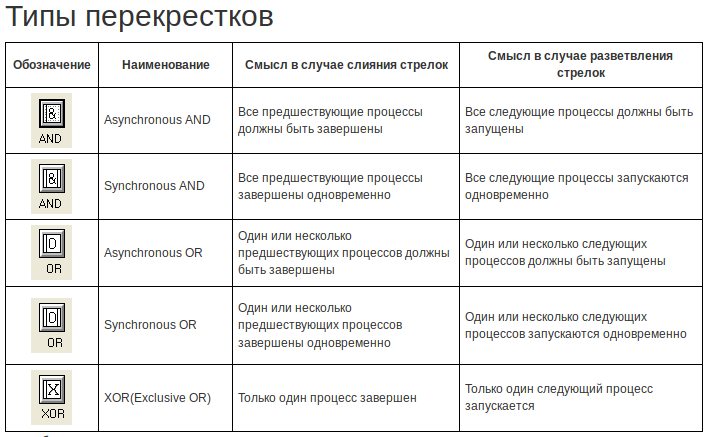 Типы перекрестков
Обозначение
Наименование
Смысл в случае слияния стрелок
Смысл в случае разветвления
стрелок
&
AND
Asynchronous AND
Все предшествующие процессы
должны быть завершены
Все следующие процессы должны быть
запущены
&
AND
Synchronous AND
Все предшествующие процессы
завершены одновременно
Все следующие процессы запускаются
одновременно
O
OR
Asynchronous OR
Один или несколько
предшествующих процессов должны
быть завершены
Один или несколько следующих
процессов должны быть запущены
O
OR
Synchronous OR
Один или несколько
предшествующих процессов
завершены одновременно
Один или несколько следующих
процессов запускаются одновременно
X
XOR
XOR(Exclusive OR)
Только один процесс завершен
Только один следующий процесс
запускается